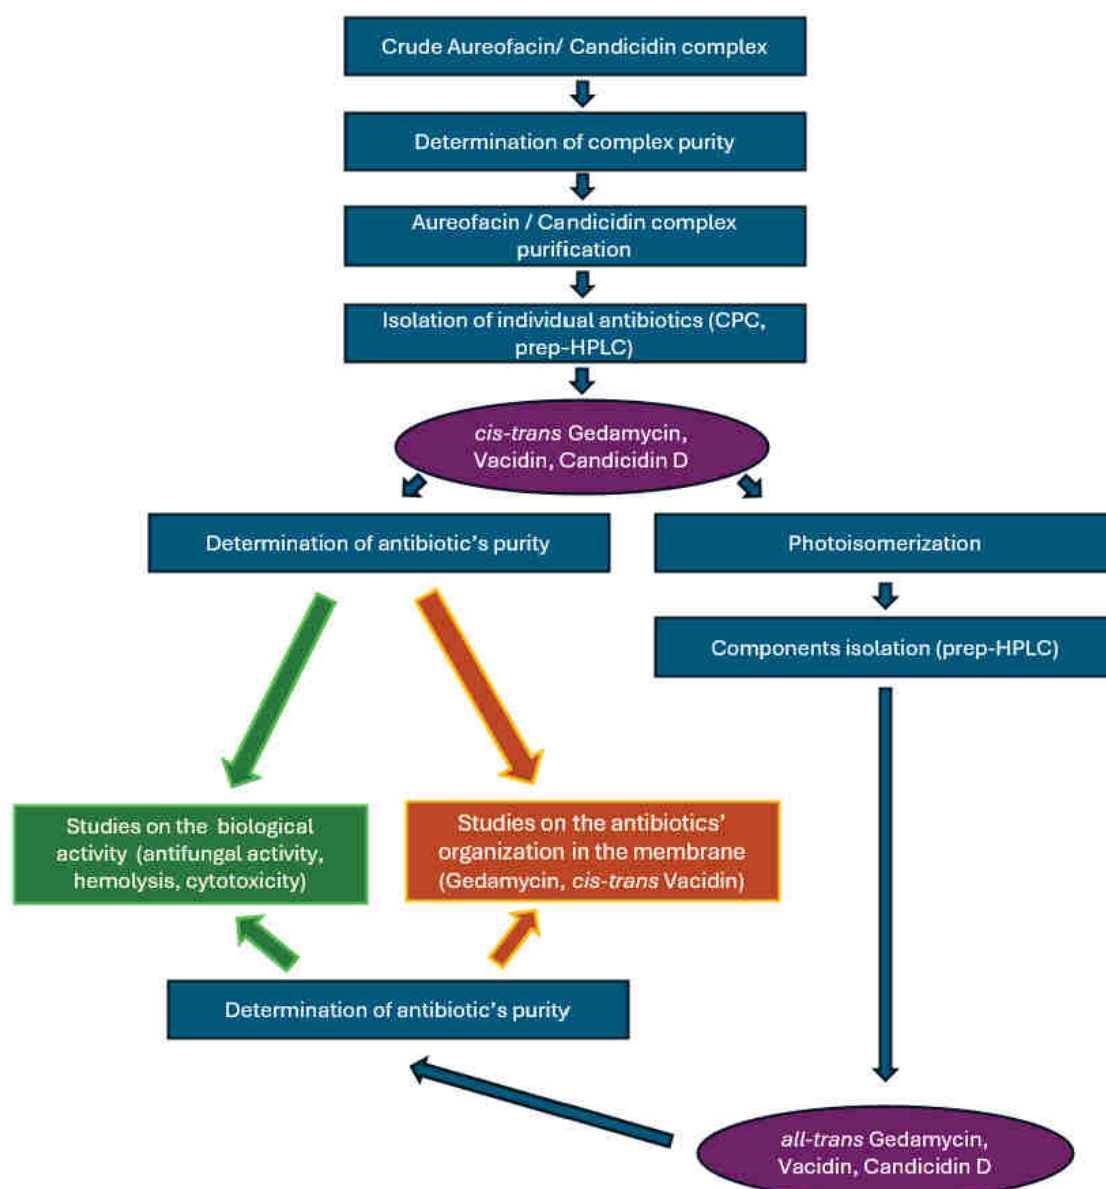 Crude Aureofacin/ Candicidin complex
Determination of complex purity
Aureofacin / Candicidin complex
purification
Isolation of individual antibiotics (CPC,
prep-HPLC)
cis-trans Gedamycin,
Vacidin, Candicidin D
Determination of antibiotic's purity
Photoisomerization
Components isolation (prep-HPLC)
Studies on the biological
activity (antifungal activity,
hemolysis, cytotoxicity)
Studies on the antibiotics'
organization in the membrane
(Gedamycin, cis-trans Vacidin)
Determination of antibiotic's purity
all-trans Gedamycin,
Vacidin, Candicidin D